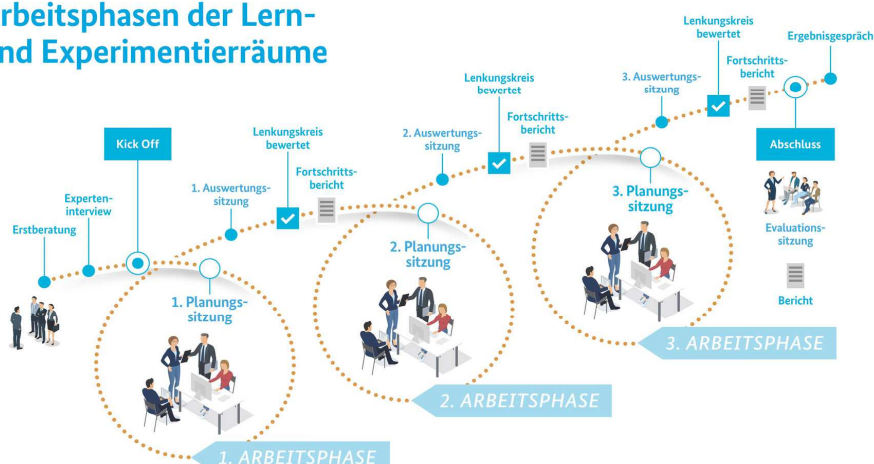 rbeitsphasen der Lern-
nd Experimentierräume
Erstberatung
Experten-
interview
Kick Off
1. Planungs-
sitzung
1. ARBEITSPHASE
1. Auswertungs-
sitzung
Lenkungskreis
bewertet
Fortschritts-
bericht
2. Planungs-
sitzung
2. ARBEITSPHASE
2. Auswertungs-
sitzung
Lenkungskreis
bewertet
Fortschritts-
bericht
3. Planungs-
sitzung
3. ARBEITSPHASE
3. Auswertungs-
sitzung
Lenkungskreis
bewertet
Fortschritts-
bericht
Abschluss
Evaluations-
sitzung
Bericht
Ergebnisgespräch